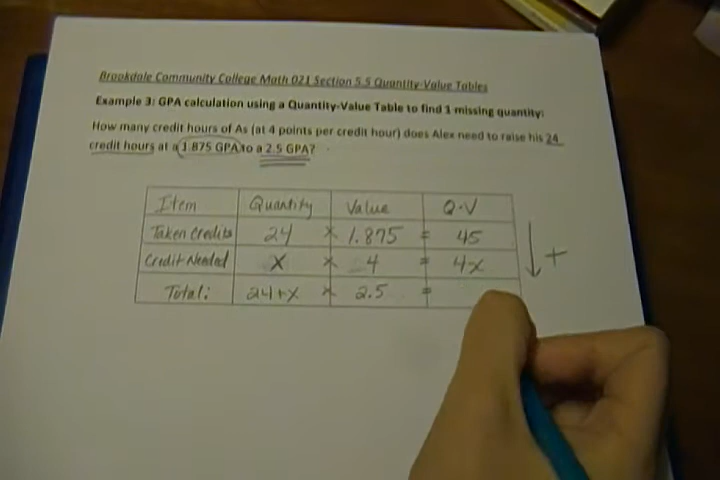 Brookdale Community College Math 021 Section 5.5 Quantity-Value Tables
Example 3: GPA calculation using a Quantity-Value Table to find 1 missing quantity:
How many credit hours of As (at 4 points per credit hour) does Alex need to raise his 24
credit hours at a 1.875 GPA to a 2.5 GPA?
Item Quantity Value Q·V
Taken Credits 24 × 1.875 = 45
Credit Needed x × 4 = 4x
Total: 24+x × 2.5 =
↓ +